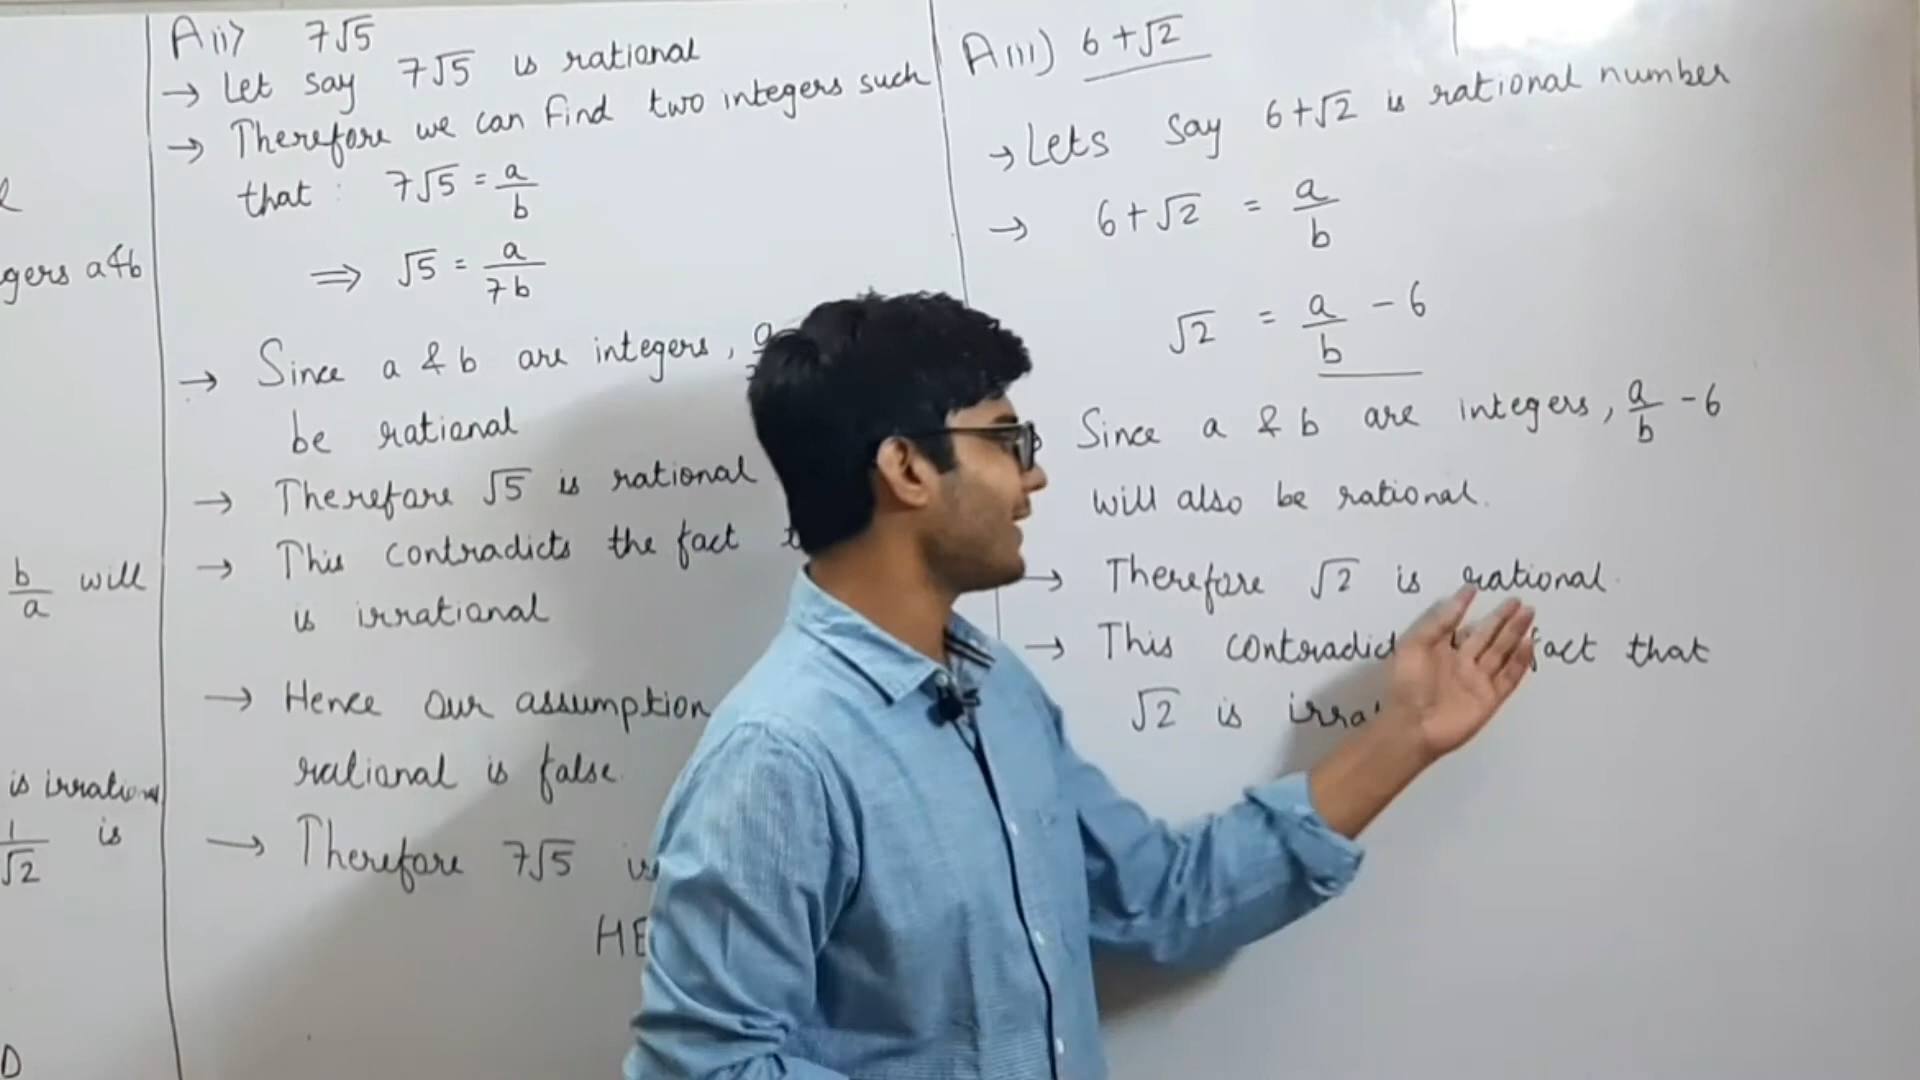 gers a&b
b/a will
is irrational
1/√2 is
A ii> 7√5
→ Let say 7√5 is rational
→ Therefore we can find two integers such
that : 7√5 = a/b
⇒ √5 = a/7b
→ Since a & b are integers, a
be rational
→ Therefore √5 is rational
→ This contradicts the fact
is irrational
→ Hence our assumption
rational is false.
→ Therefore 7√5 is
HE
A iii) 6+√2
→ Lets say 6+√2 is rational number
→ 6+√2 = a/b
√2 = a/b - 6
Since a & b are integers, a/b - 6
will also be rational.
→ Therefore √2 is rational.
→ This contradict fact that
√2 is irra